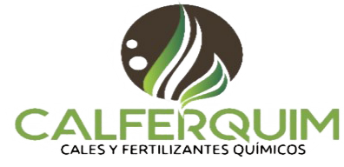 CALFERQUIM
CALES Y FERTILIZANTES QUÍMICOS